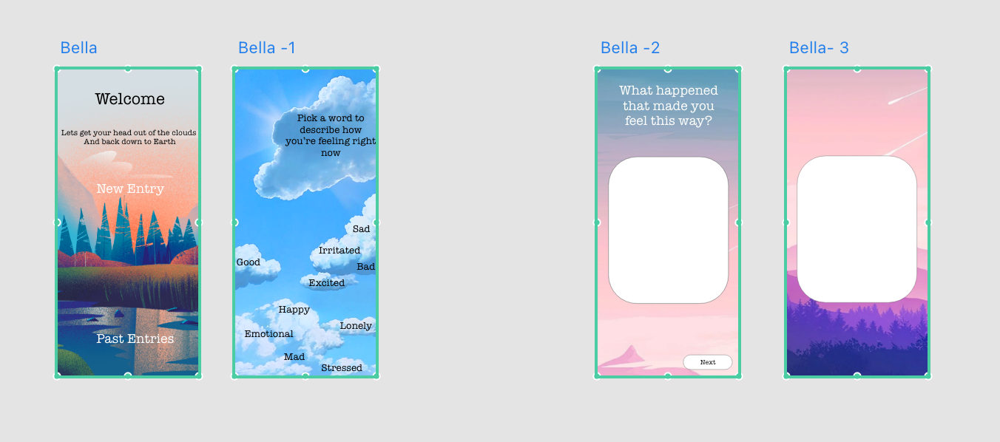 Bella
Welcome
Lets get your head out of the clouds
And back down to Earth
New Entry
Past Entries
Bella -1
Pick a word to
describe how
you're feeling right
now
Sad
Irritated
Good
Bad
Excited
Happy
Lonely
Emotional
Mad
Stressed
Bella -2
What happened
that made you
feel this way?
Next
Bella- 3